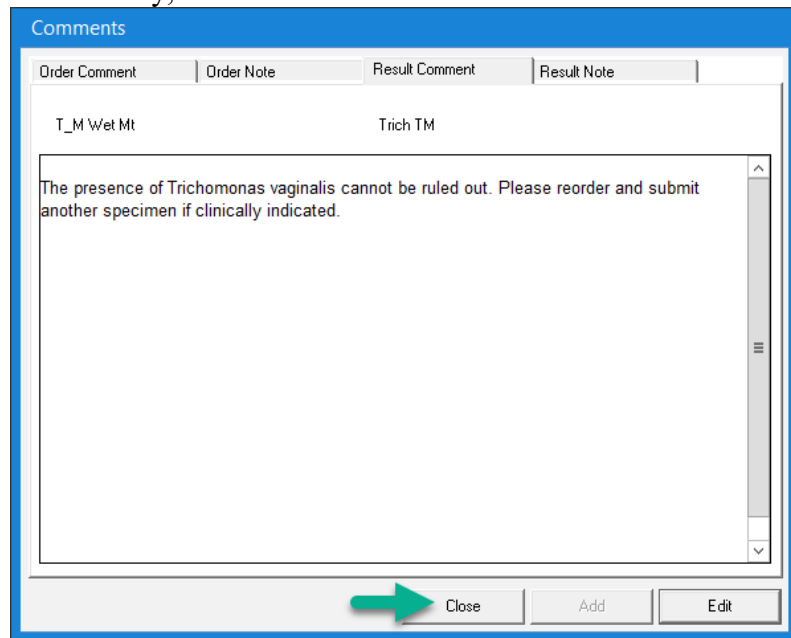 Comments
Order Comment Order Note Result Comment Result Note
T_M Wet Mt Trich TM
The presence of Trichomonas vaginalis cannot be ruled out. Please reorder and submit
another specimen if clinically indicated.
Close Add Edit